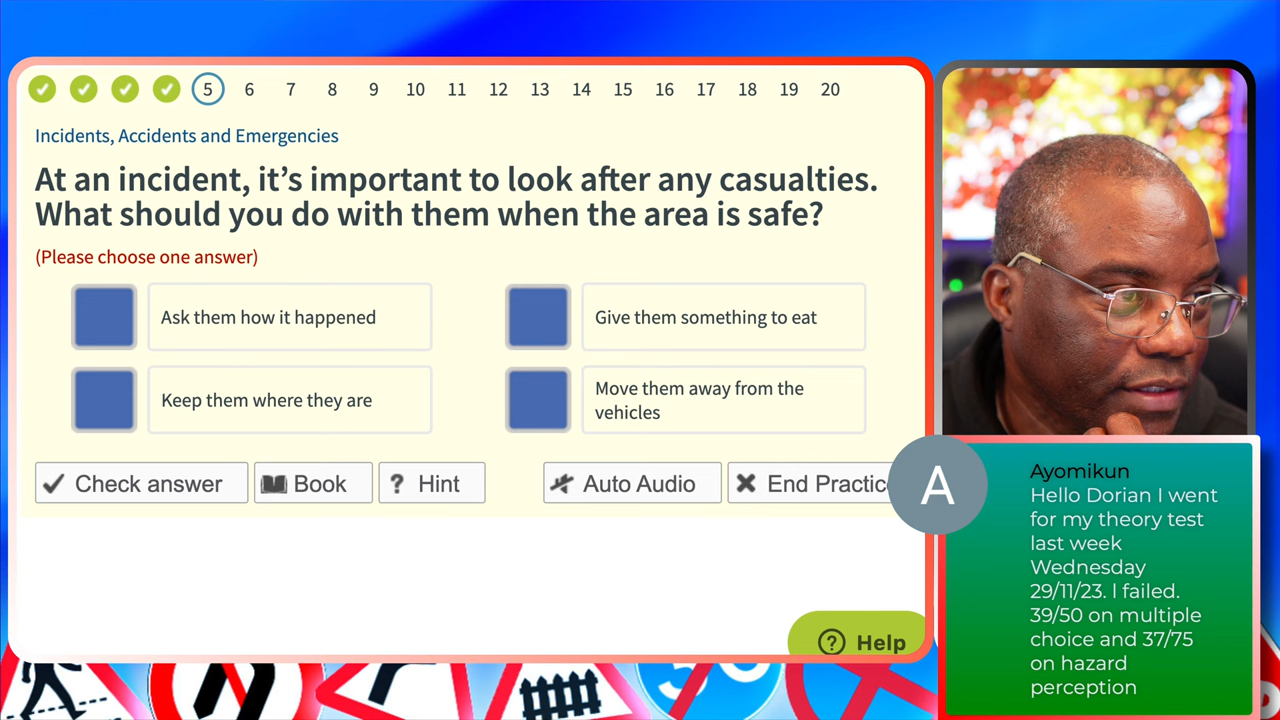 5 6 7 8 9 10 11 12 13 14 15 16 17 18 19 20
Incidents, Accidents and Emergencies
At an incident, it’s important to look after any casualties.
What should you do with them when the area is safe?
(Please choose one answer)
Ask them how it happened
Give them something to eat
Keep them where they are
Move them away from the
vehicles
Check answer
Book
? Hint
Auto Audio
End Practic
? Help
A
Ayomikun
Hello Dorian I went
for my theory test
last week
Wednesday
29/11/23. I failed.
39/50 on multiple
choice and 37/75
on hazard
perception